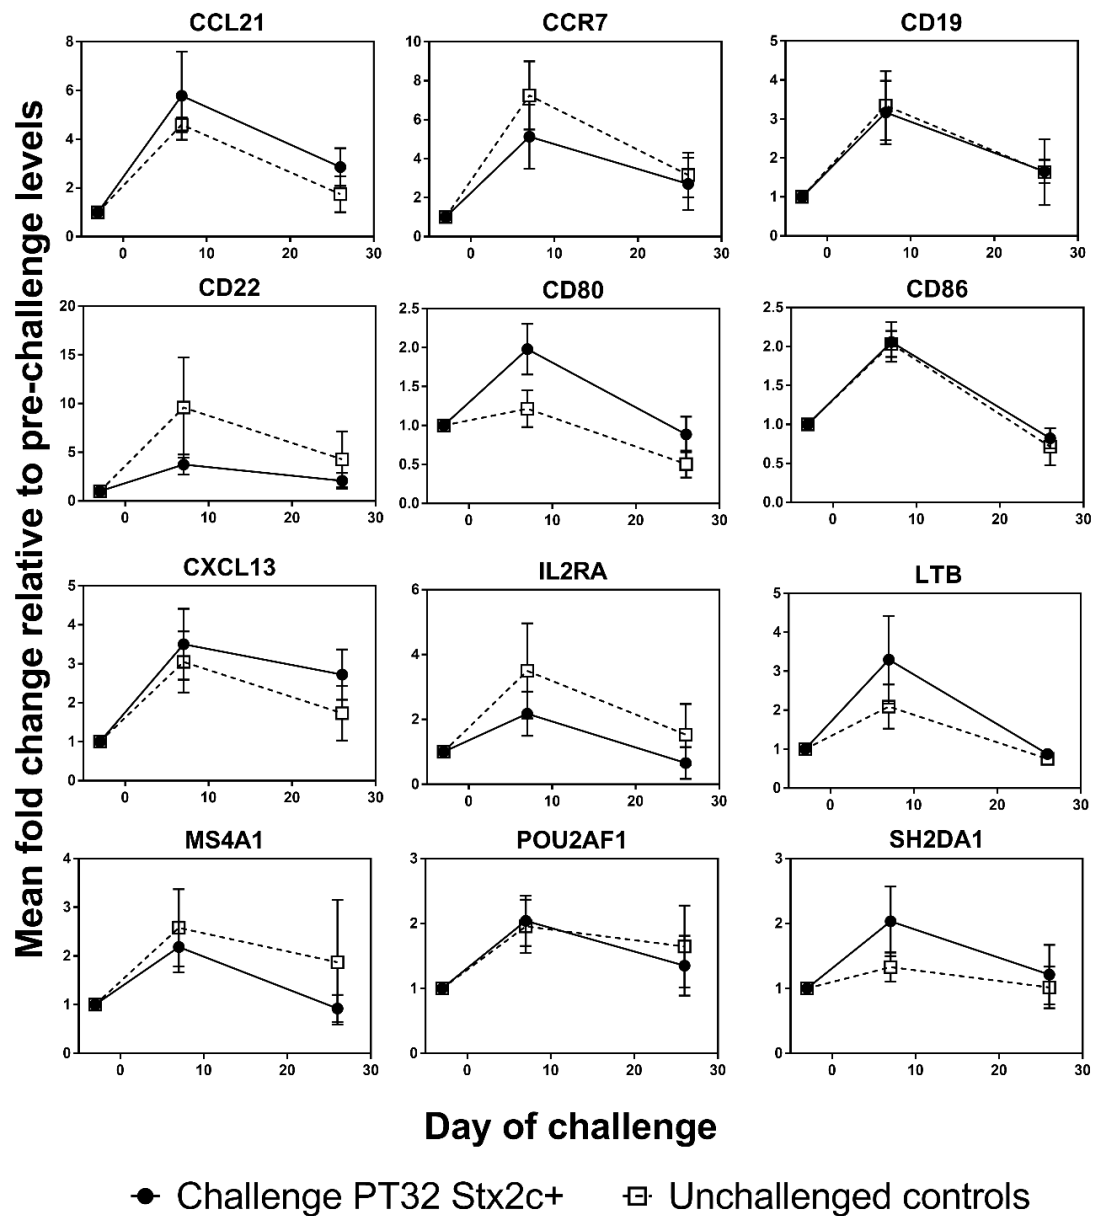 Mean fold change relative to pre-challenge levels
CCL21
8
6
4
2
0
0 10 20 30
CCR7
10
8
6
4
2
0
0 10 20 30
CD19
5
4
3
2
1
0
0 10 20 30
CD22
20
15
10
5
0
0 10 20 30
CD80
2.5
2.0
1.5
1.0
0.5
0.0
0 10 20 30
CD86
2.5
2.0
1.5
1.0
0.5
0.0
0 10 20 30
CXCL13
5
4
3
2
1
0
0 10 20 30
IL2RA
6
4
2
0
0 10 20 30
LTB
5
4
3
2
1
0
0 10 20 30
MS4A1
4
3
2
1
0
0 10 20 30
POU2AF1
3
2
1
0
0 10 20 30
SH2DA1
3
2
1
0
0 10 20 30
Day of challenge
Challenge PT32 Stx2c+ Unchallenged controls